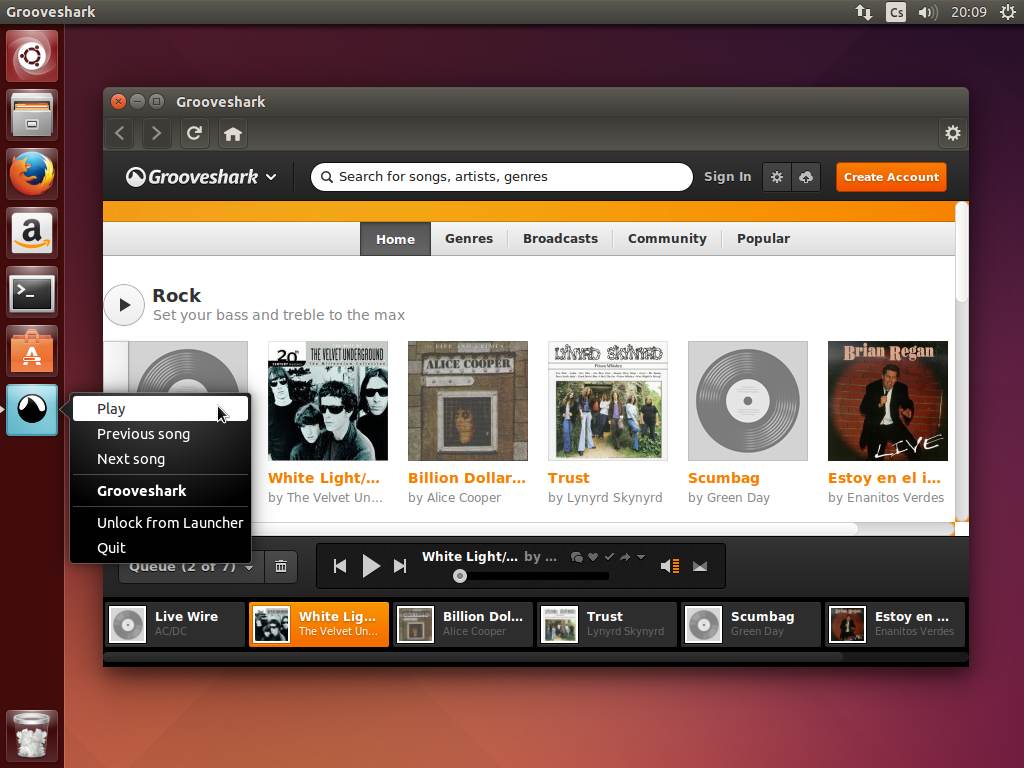 Grooveshark
Cs
20:09
Grooveshark
Grooveshark
Search for songs, artists, genres
Sign In
Create Account
Home
Genres
Broadcasts
Community
Popular
Rock
Set your bass and treble to the max
20th
THE VELVET UNDERGROUND
ALICE COOPER
LYNYRD SKYNYRD
Brian Regan
LIVE
White Light/...
by The Velvet Un...
Billion Dollar...
by Alice Cooper
Trust
by Lynyrd Skynyrd
Scumbag
by Green Day
Estoy en el i...
by Enanitos Verdes
Play
Previous song
Next song
Grooveshark
Unlock from Launcher
Quit
Queue (2 of 7)
White Light/... by ...
Live Wire
AC/DC
White Lig...
The Velvet Un...
Billion Dol...
Alice Cooper
Trust
Lynyrd Skynyrd
Scumbag
Green Day
Estoy en ...
Enanitos Verdes